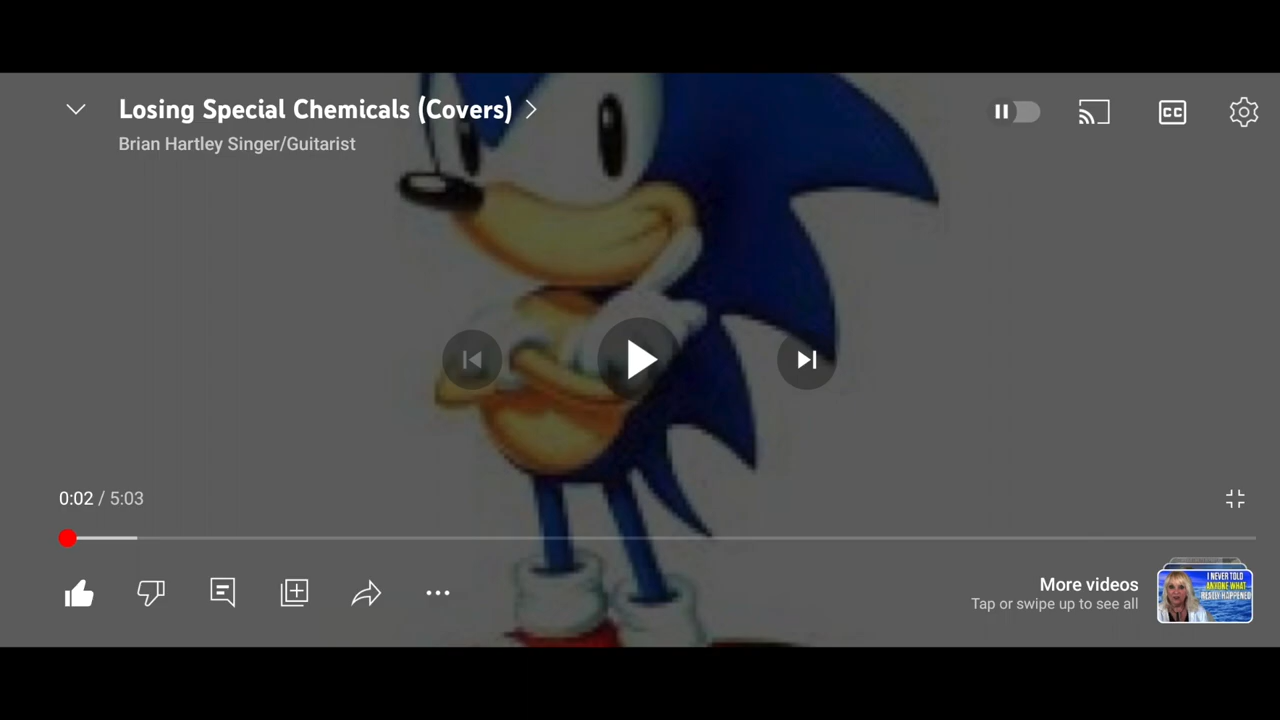 Losing Special Chemicals (Covers)
Brian Hartley Singer/Guitarist
CC
0:02 / 5:03
More videos
Tap or swipe up to see all
I NEVER TOLD
ANYONE WHAT
REALLY HAPPENED